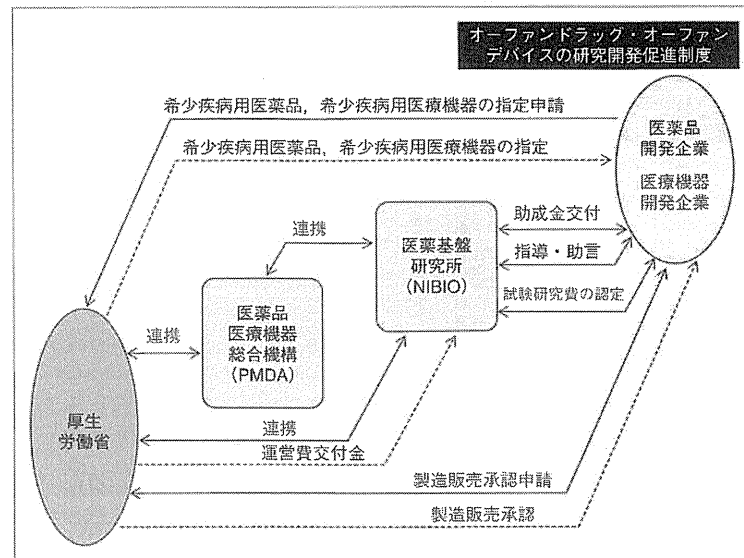 オーファンドラッグ・オーファン
デバイスの研究開発促進制度
希少疾病用医薬品，希少疾病用医療機器の指定申請
希少疾病用医薬品，希少疾病用医療機器の指定
医薬品
開発企業
医療機器
開発企業
連携
医薬基盤
研究所
(NIBIO)
助成金交付
指導・助言
試験研究費の認定
医薬品
医療機器
総合機構
(PMDA)
連携
厚生
労働省
連携
運営費交付金
製造販売承認申請
製造販売承認